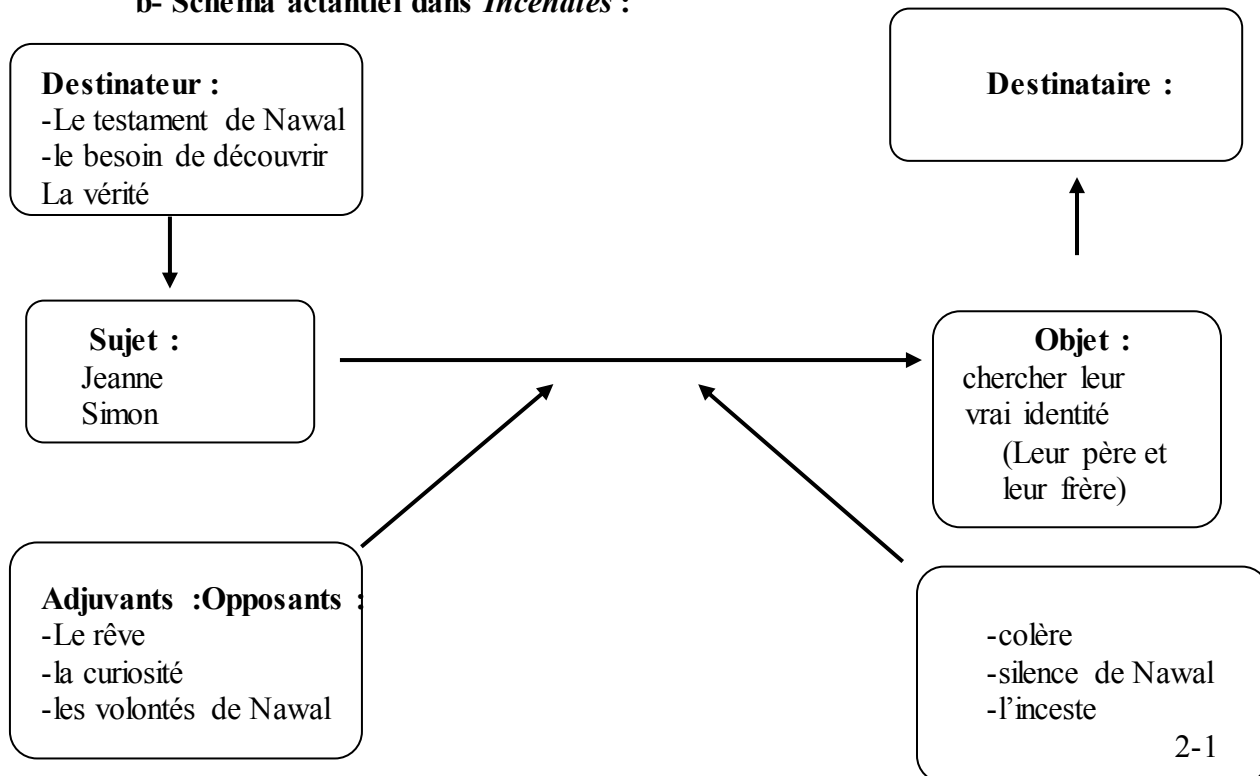 b- Schéma actantiel dans Incendies :
Destinateur :
-Le testament de Nawal
-le besoin de découvrir
La vérité
Destinataire :
Sujet :
Jeanne
Simon
Objet :
chercher leur
vrai identité
(Leur père et
leur frère)
Adjuvants :Opposants :
-Le rêve
-la curiosité
-les volontés de Nawal
-colère
-silence de Nawal
-l’inceste
2-1